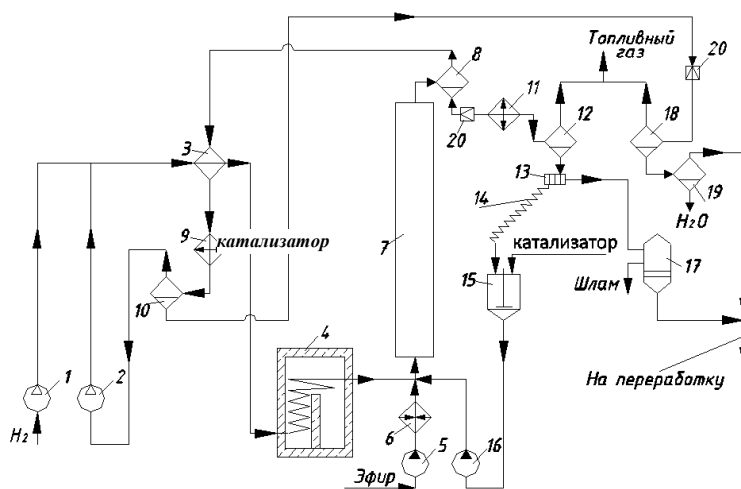 Топливный
газ
20
8
11
12
18
3
20
13
19
14
H₂O
9
катализатор
7
катализатор
17
15
10
Шлам
4
1
2
На переработку
6
H₂
5
16
Эфир